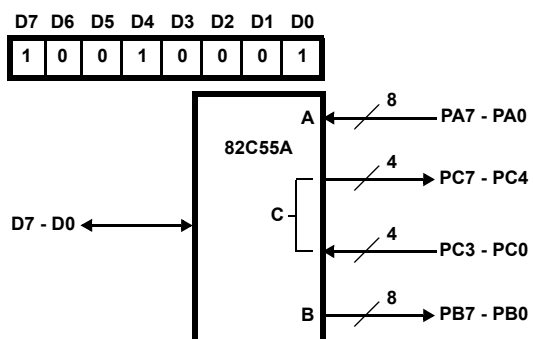 D7 D6 D5 D4 D3 D2 D1 D0
1 0 0 1 0 0 0 1
8
A PA7 - PA0
82C55A
4
PC7 - PC4
C
D7 - D0
4
PC3 - PC0
8
B PB7 - PB0